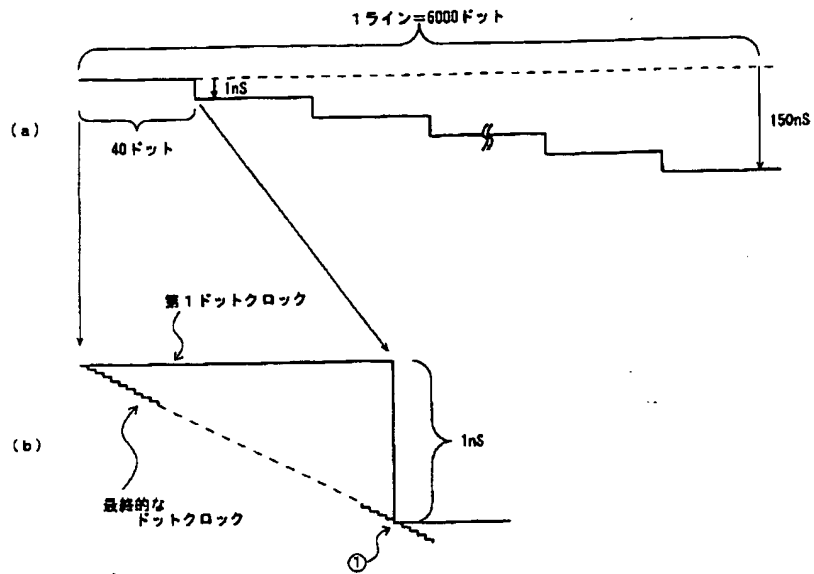 1ライン=6000ドット
(a)
1nS
150nS
40ドット
第1ドットクロック
(b)
1nS
最終的な
ドットクロック
①